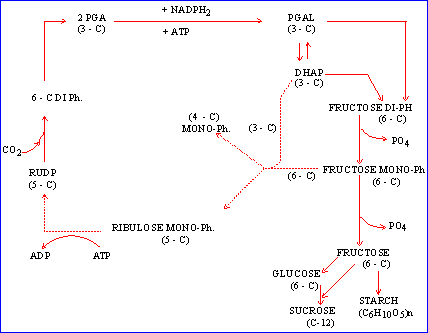 + NADPH2
2 PGA
(3 - C)
+ ATP
PGAL
(3 - C)
DHAP
(3 - C)
6 - C DI Ph.
FRUCTOSE DI-PH
(6 - C)
(4 - C)
MONO-Ph.
(3 - C)
PO4
CO2
RUDP
(5 - C)
(6 - C)
FRUCTOSE MONO-Ph
(6 - C)
RIBULOSE MONO-Ph.
(5 - C)
PO4
ADP
ATP
FRUCTOSE
(6 - C)
GLUCOSE
(6 - C)
SUCROSE
(C-12)
STARCH
(C6H10O5)n